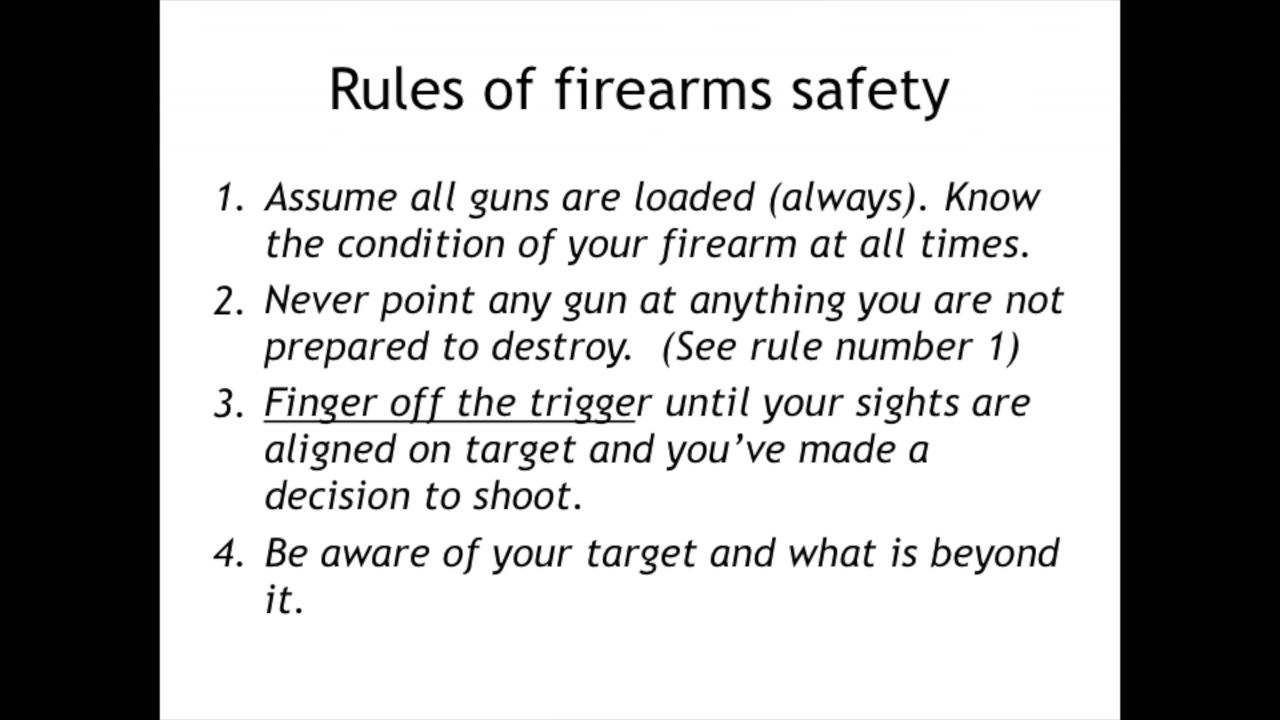 Rules of firearms safety
1. Assume all guns are loaded (always). Know
the condition of your firearm at all times.
2. Never point any gun at anything you are not
prepared to destroy.  (See rule number 1)
3. Finger off the trigger until your sights are
aligned on target and you’ve made a
decision to shoot.
4. Be aware of your target and what is beyond
it.